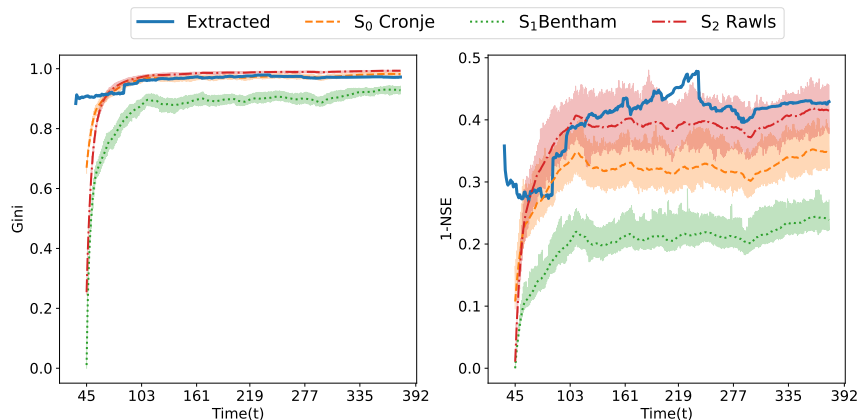 Extracted S₀ Cronje S₁Bentham S₂ Rawls
1.0
0.8
0.6
0.4
0.2
0.0
Gini
45 103 161 219 277 335 392
Time(t)
0.5
0.4
0.3
0.2
0.1
0.0
1-NSE
45 103 161 219 277 335 392
Time(t)